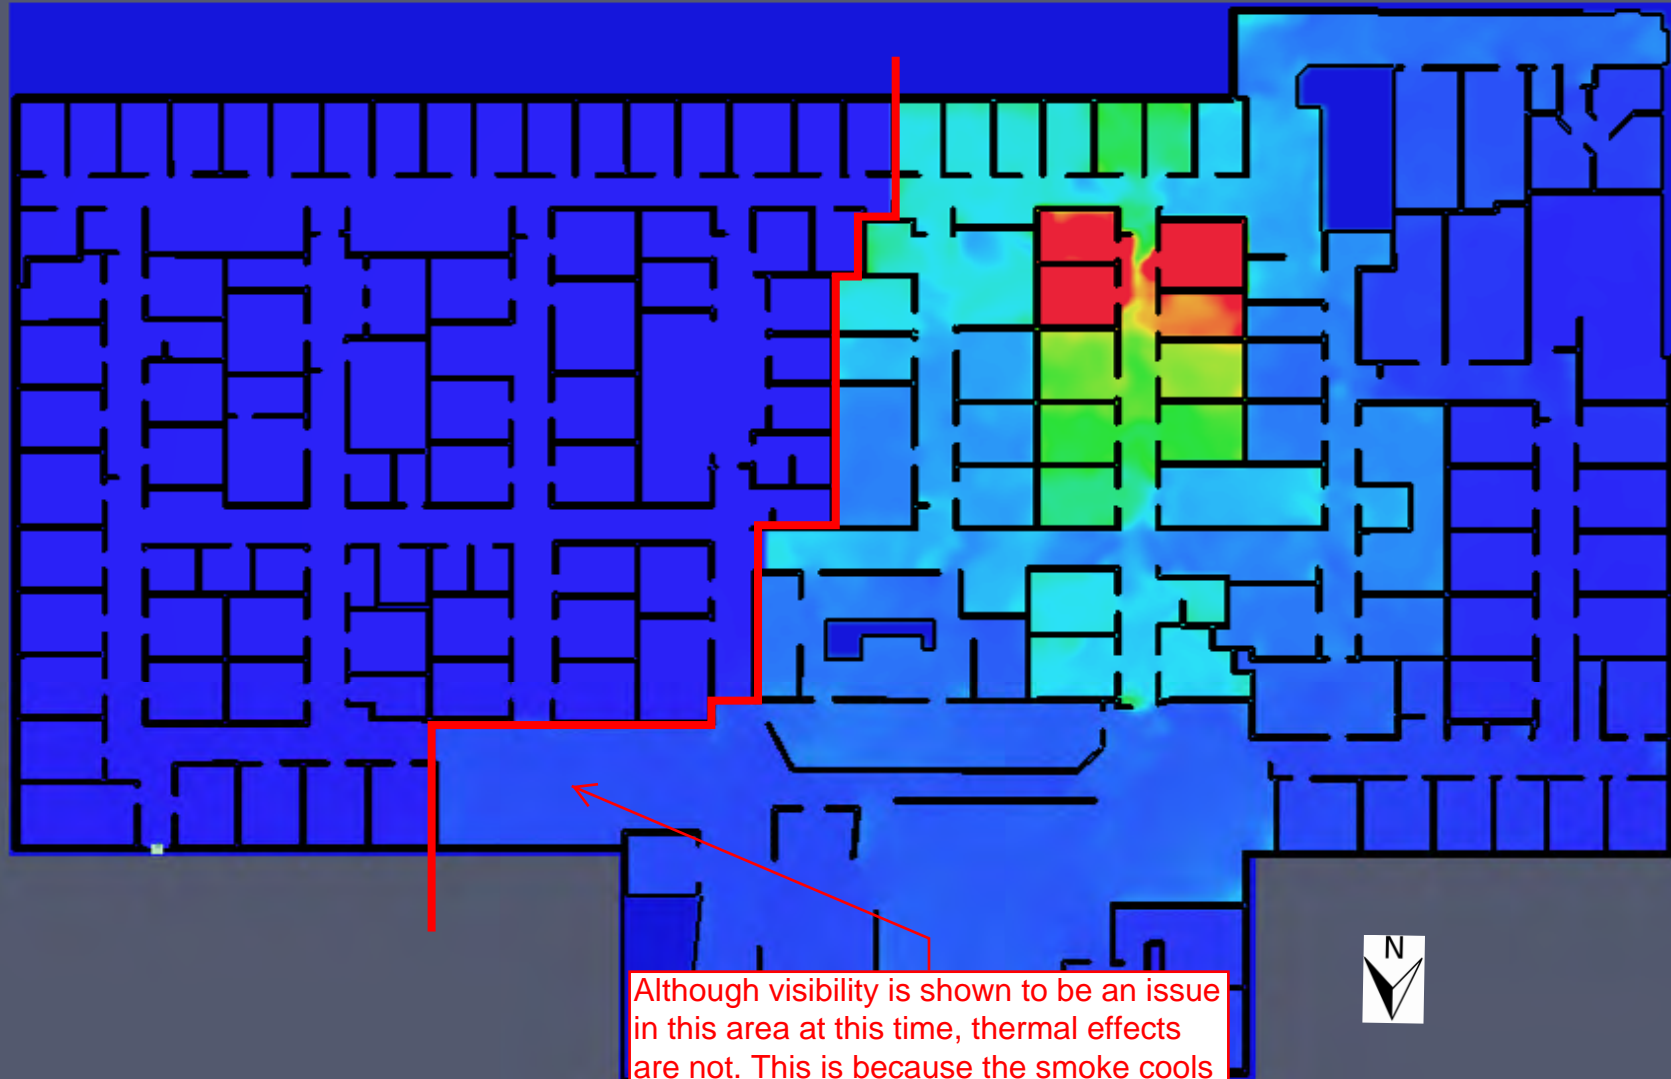 N
Although visibility is shown to be an issue
in this area at this time, thermal effects
are not. This is because the smoke cools